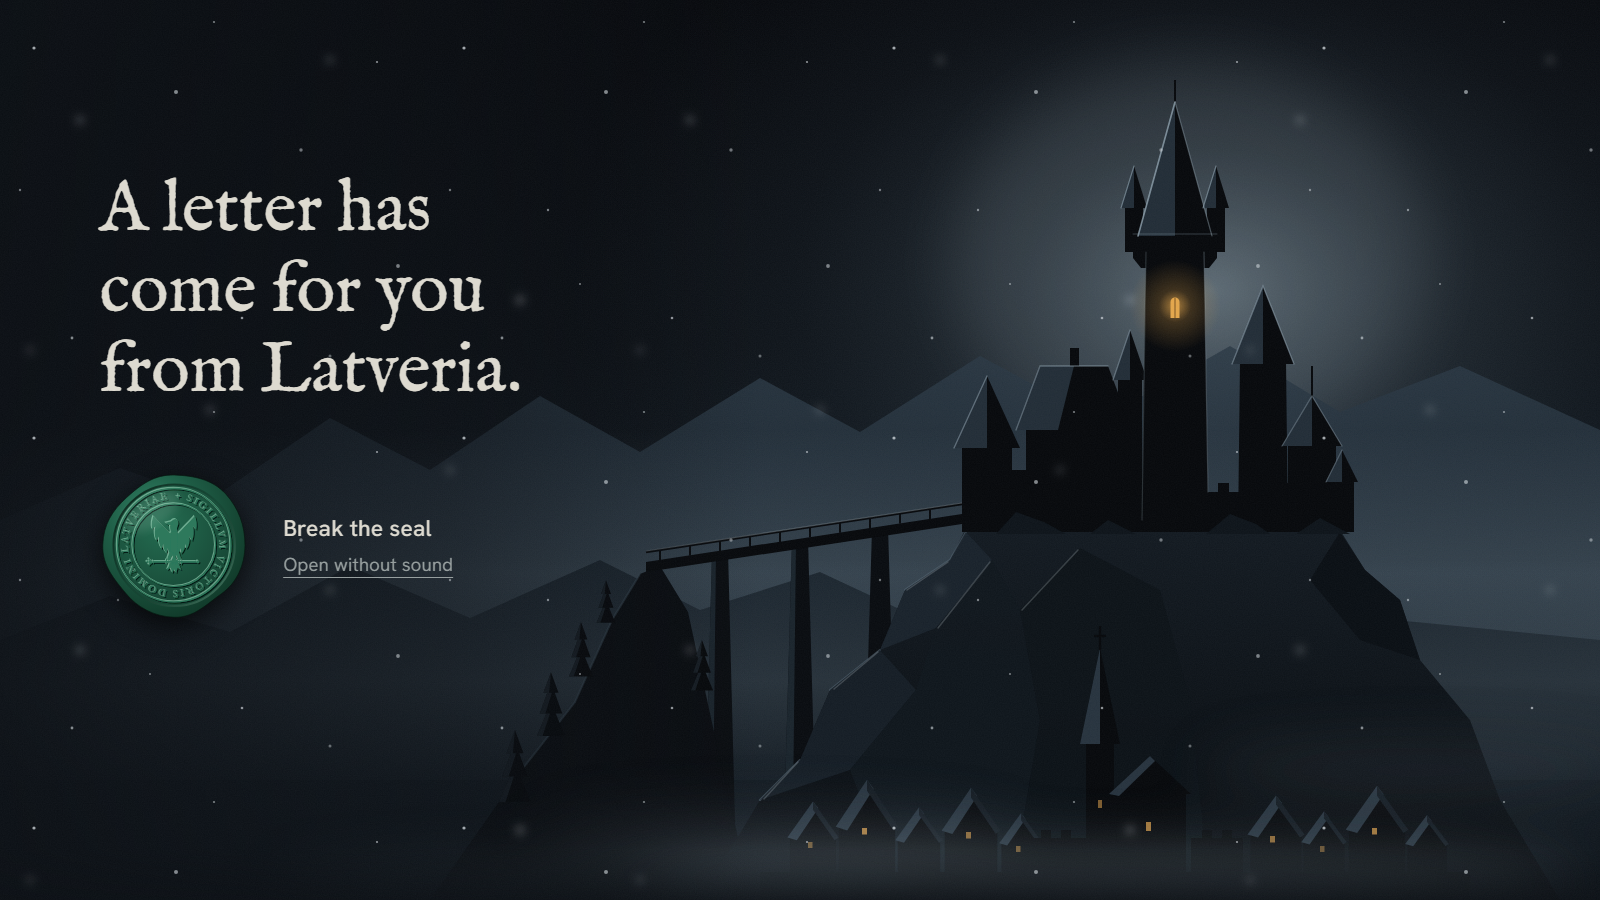 A letter has
come for you
from Latveria.
SIGILLVM VICTORIS DOMINI LATVERIAE +
Break the seal
Open without sound